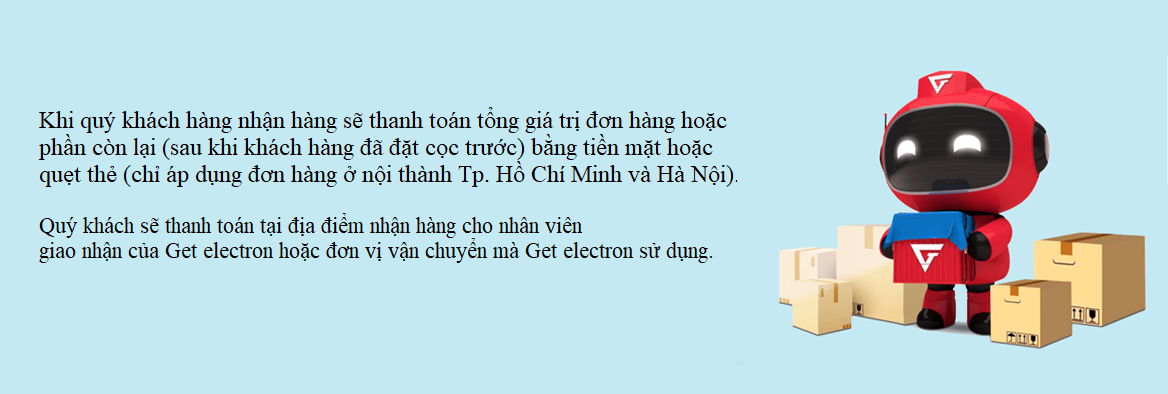 Khi quý khách hàng nhận hàng sẽ thanh toán tổng giá trị đơn hàng hoặc
phần còn lại (sau khi khách hàng đã đặt cọc trước) bằng tiền mặt hoặc
quẹt thẻ (chỉ áp dụng đơn hàng ở nội thành Tp. Hồ Chí Minh và Hà Nội).
Quý khách sẽ thanh toán tại địa điểm nhận hàng cho nhân viên
giao nhận của Get electron hoặc đơn vị vận chuyển mà Get electron sử dụng.